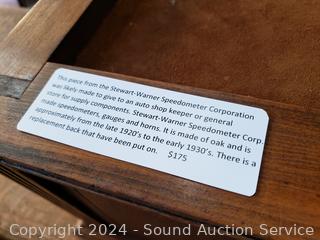 This piece from the Stewart-Warner Speedometer Corporation
was likely made to give to an auto shop keeper or general
store for supply components. Stewart-Warner Speedometer Corp.
made speedometers, gauges and horns. It is made of oak and is
approximately from the late 1920's to the early 1930's. There is a
replacement back that have been put on. $175
Copyright 2024 - Sound Auction Service